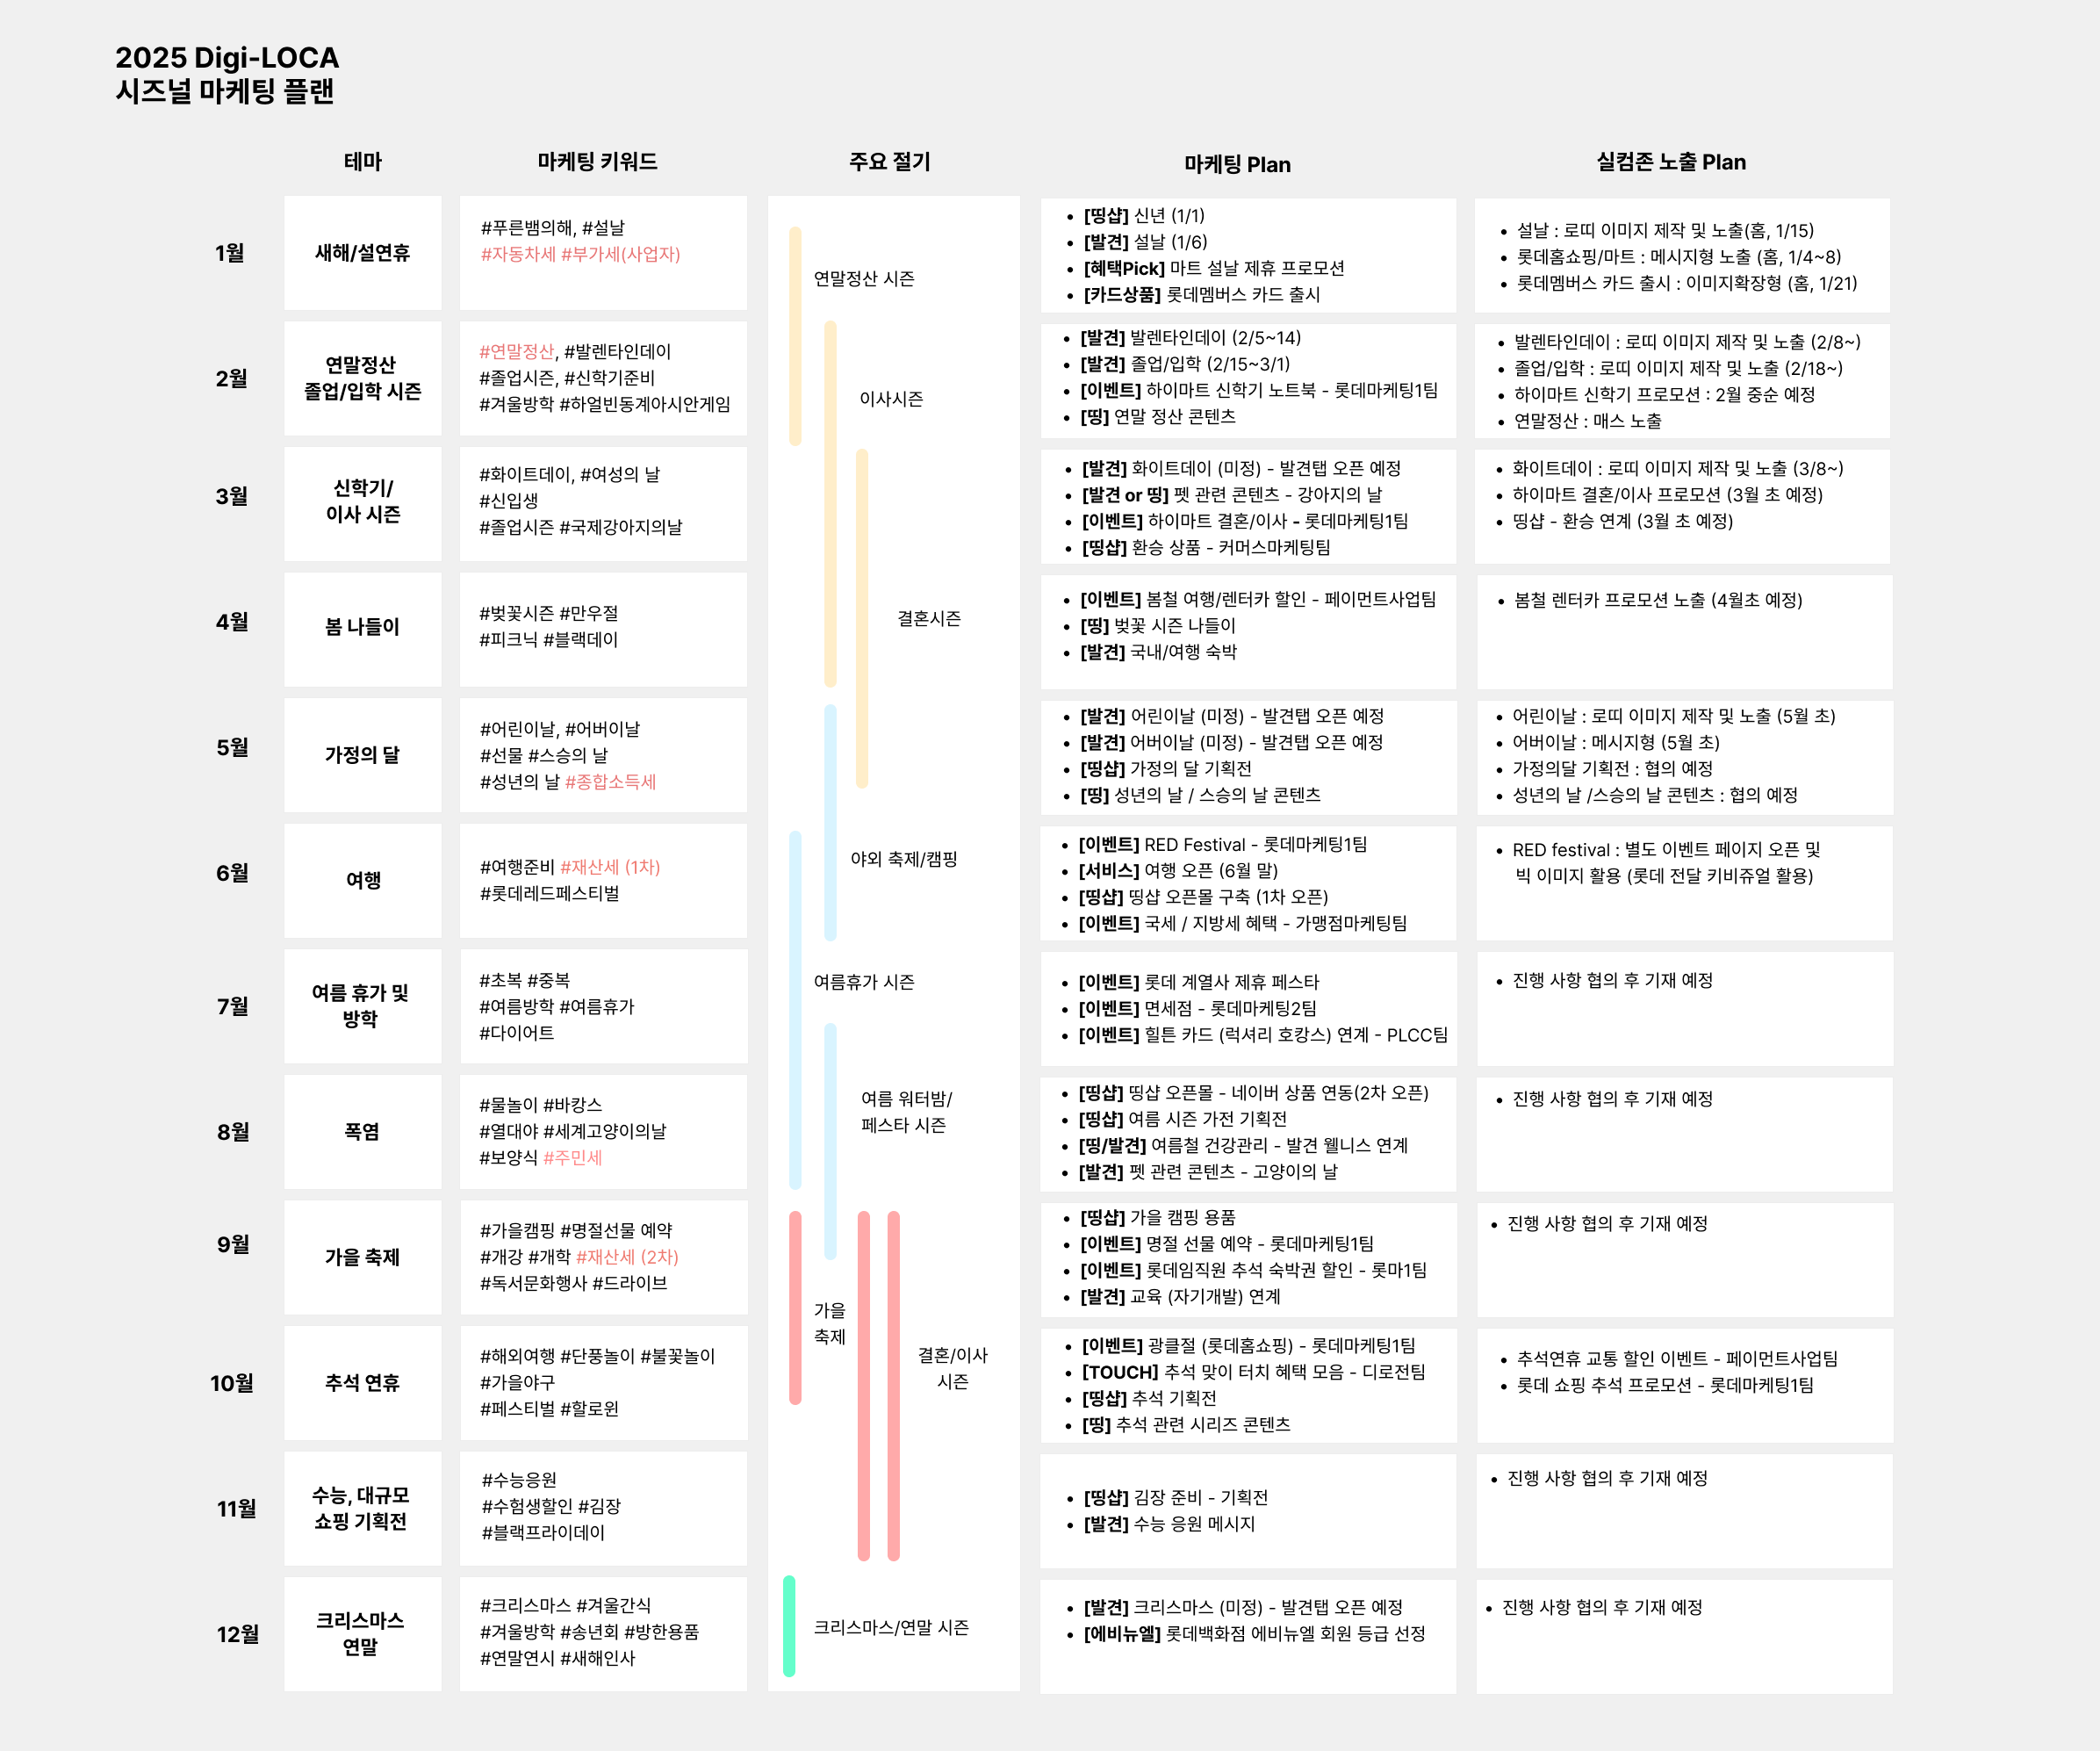 2025 Digi-LOCA
시즈널 마케팅 플랜
테마
마케팅 키워드
주요 절기
마케팅 Plan
실컴존 노출 Plan
1월
새해/설연휴
#푸른뱀의해, #설날
#자동차세 #부가세(사업자)
연말정산 시즌
• [띵샵] 신년 (1/1)
• [발견] 설날 (1/6)
• [혜택Pick] 마트 설날 제휴 프로모션
• [카드상품] 롯데멤버스 카드 출시
• 설날 : 로띠 이미지 제작 및 노출(홈, 1/15)
• 롯데홈쇼핑/마트 : 메시지형 노출 (홈, 1/4~8)
• 롯데멤버스 카드 출시 : 이미지확장형 (홈, 1/21)
2월
연말정산
졸업/입학 시즌
#연말정산, #발렌타인데이
#졸업시즌, #신학기준비
#겨울방학 #하얼빈동계아시안게임
이사시즌
• [발견] 발렌타인데이 (2/5~14)
• [발견] 졸업/입학 (2/15~3/1)
• [이벤트] 하이마트 신학기 노트북 - 롯데마케팅1팀
• [띵] 연말 정산 콘텐츠
• 발렌타인데이 : 로띠 이미지 제작 및 노출 (2/8~)
• 졸업/입학 : 로띠 이미지 제작 및 노출 (2/18~)
• 하이마트 신학기 프로모션 : 2월 중순 예정
• 연말정산 : 매스 노출
3월
신학기/
이사 시즌
#화이트데이, #여성의 날
#신입생
#졸업시즌 #국제강아지의날
• [발견] 화이트데이 (미정) - 발견탭 오픈 예정
• [발견 or 띵] 펫 관련 콘텐츠 - 강아지의 날
• [이벤트] 하이마트 결혼/이사 - 롯데마케팅1팀
• [띵샵] 환승 상품 - 커머스마케팅팀
• 화이트데이 : 로띠 이미지 제작 및 노출 (3/8~)
• 하이마트 결혼/이사 프로모션 (3월 초 예정)
• 띵샵 - 환승 연계 (3월 초 예정)
4월
봄 나들이
#벚꽃시즌 #만우절
#피크닉 #블랙데이
결혼시즌
• [이벤트] 봄철 여행/렌터카 할인 - 페이먼트사업팀
• [띵] 벚꽃 시즌 나들이
• [발견] 국내/여행 숙박
• 봄철 렌터카 프로모션 노출 (4월초 예정)
5월
가정의 달
#어린이날, #어버이날
#선물 #스승의 날
#성년의 날 #종합소득세
• [발견] 어린이날 (미정) - 발견탭 오픈 예정
• [발견] 어버이날 (미정) - 발견탭 오픈 예정
• [띵샵] 가정의 달 기획전
• [띵] 성년의 날 / 스승의 날 콘텐츠
• 어린이날 : 로띠 이미지 제작 및 노출 (5월 초)
• 어버이날 : 메시지형 (5월 초)
• 가정의달 기획전 : 협의 예정
• 성년의 날 /스승의 날 콘텐츠 : 협의 예정
6월
여행
#여행준비 #재산세 (1차)
#롯데레드페스티벌
야외 축제/캠핑
• [이벤트] RED Festival - 롯데마케팅1팀
• [서비스] 여행 오픈 (6월 말)
• [띵샵] 띵샵 오픈몰 구축 (1차 오픈)
• [이벤트] 국세 / 지방세 혜택 - 가맹점마케팅팀
• RED festival : 별도 이벤트 페이지 오픈 및
빅 이미지 활용 (롯데 전달 키비쥬얼 활용)
7월
여름 휴가 및
방학
#초복 #중복
#여름방학 #여름휴가
#다이어트
여름휴가 시즌
• [이벤트] 롯데 계열사 제휴 페스타
• [이벤트] 면세점 - 롯데마케팅2팀
• [이벤트] 힐튼 카드 (럭셔리 호캉스) 연계 - PLCC팀
• 진행 사항 협의 후 기재 예정
8월
폭염
#물놀이 #바캉스
#열대야 #세계고양이의날
#보양식 #주민세
여름 워터밤/
페스타 시즌
• [띵샵] 띵샵 오픈몰 - 네이버 상품 연동(2차 오픈)
• [띵샵] 여름 시즌 가전 기획전
• [띵/발견] 여름철 건강관리 - 발견 웰니스 연계
• [발견] 펫 관련 콘텐츠 - 고양이의 날
• 진행 사항 협의 후 기재 예정
9월
가을 축제
#가을캠핑 #명절선물 예약
#개강 #개학 #재산세 (2차)
#독서문화행사 #드라이브
가을
축제
• [띵샵] 가을 캠핑 용품
• [이벤트] 명절 선물 예약 - 롯데마케팅1팀
• [이벤트] 롯데임직원 추석 숙박권 할인 - 롯마1팀
• [발견] 교육 (자기개발) 연계
• 진행 사항 협의 후 기재 예정
10월
추석 연휴
#해외여행 #단풍놀이 #불꽃놀이
#가을야구
#페스티벌 #할로윈
결혼/이사
시즌
• [이벤트] 광클절 (롯데홈쇼핑) - 롯데마케팅1팀
• [TOUCH] 추석 맞이 터치 혜택 모음 - 디로전팀
• [띵샵] 추석 기획전
• [띵] 추석 관련 시리즈 콘텐츠
• 추석연휴 교통 할인 이벤트 - 페이먼트사업팀
• 롯데 쇼핑 추석 프로모션 - 롯데마케팅1팀
11월
수능, 대규모
쇼핑 기획전
#수능응원
#수험생할인 #김장
#블랙프라이데이
• [띵샵] 김장 준비 - 기획전
• [발견] 수능 응원 메시지
• 진행 사항 협의 후 기재 예정
12월
크리스마스
연말
#크리스마스 #겨울간식
#겨울방학 #송년회 #방한용품
#연말연시 #새해인사
크리스마스/연말 시즌
• [발견] 크리스마스 (미정) - 발견탭 오픈 예정
• [에비뉴엘] 롯데백화점 에비뉴엘 회원 등급 선정
• 진행 사항 협의 후 기재 예정